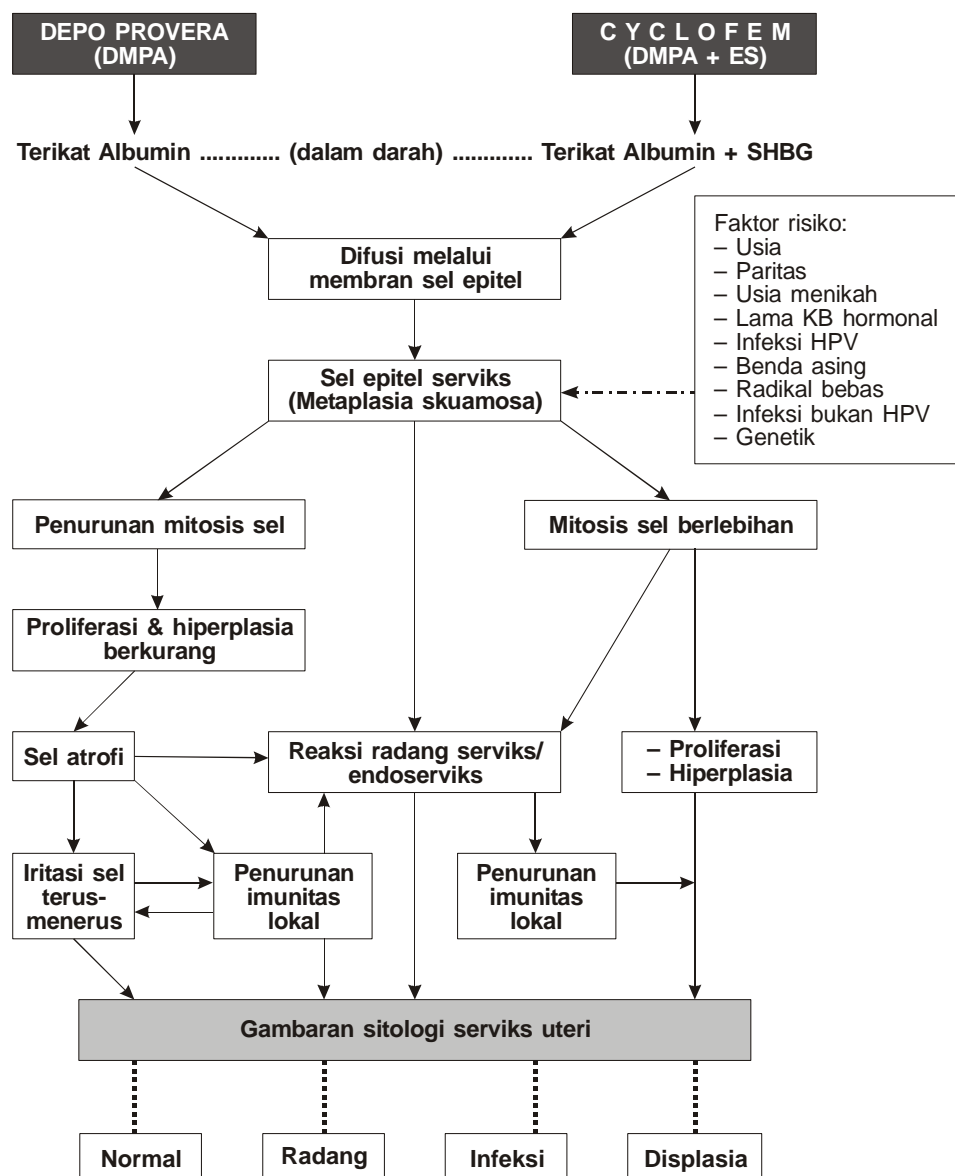 DEPO PROVERA
(DMPA)
C Y C L O F E M
(DMPA + ES)
Terikat Albumin ............. (dalam darah) ............. Terikat Albumin + SHBG
Faktor risiko:
– Usia
– Paritas
– Usia menikah
– Lama KB hormonal
– Infeksi HPV
– Benda asing
– Radikal bebas
– Infeksi bukan HPV
– Genetik
Difusi melalui
membran sel epitel
Sel epitel serviks
(Metaplasia skuamosa)
Penurunan mitosis sel
Mitosis sel berlebihan
Proliferasi & hiperplasia
berkurang
Sel atrofi
Reaksi radang serviks/
endoserviks
– Proliferasi
– Hiperplasia
Iritasi sel
terus-
menerus
Penurunan
imunitas
lokal
Penurunan
imunitas
lokal
Gambaran sitologi serviks uteri
Normal
Radang
Infeksi
Displasia